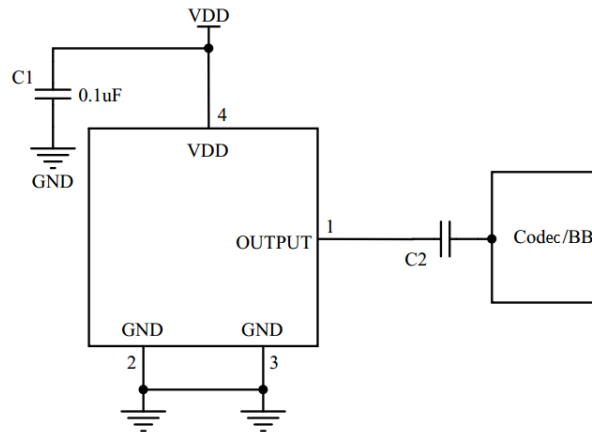 VDD
C1
0.1uF
GND
4
VDD
1
OUTPUT
C2
Codec/BB
GND
GND
2
3